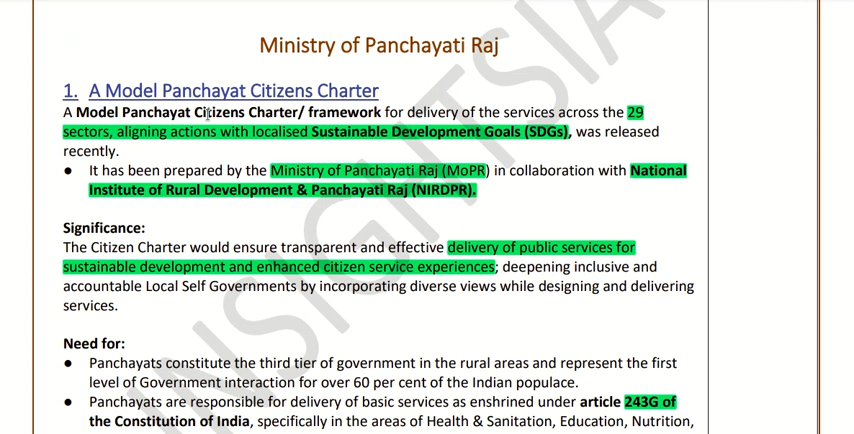 Ministry of Panchayati Raj
1. A Model Panchayat Citizens Charter
A Model Panchayat Citizens Charter/ framework for delivery of the services across the 29
sectors, aligning actions with localised Sustainable Development Goals (SDGs), was released
recently.
● It has been prepared by the Ministry of Panchayati Raj (MoPR) in collaboration with National
Institute of Rural Development & Panchayati Raj (NIRDPR).
Significance:
The Citizen Charter would ensure transparent and effective delivery of public services for
sustainable development and enhanced citizen service experiences; deepening inclusive and
accountable Local Self Governments by incorporating diverse views while designing and delivering
services.
Need for:
● Panchayats constitute the third tier of government in the rural areas and represent the first
level of Government interaction for over 60 per cent of the Indian populace.
● Panchayats are responsible for delivery of basic services as enshrined under article 243G of
the Constitution of India, specifically in the areas of Health & Sanitation, Education, Nutrition,
INSIGHTSIA